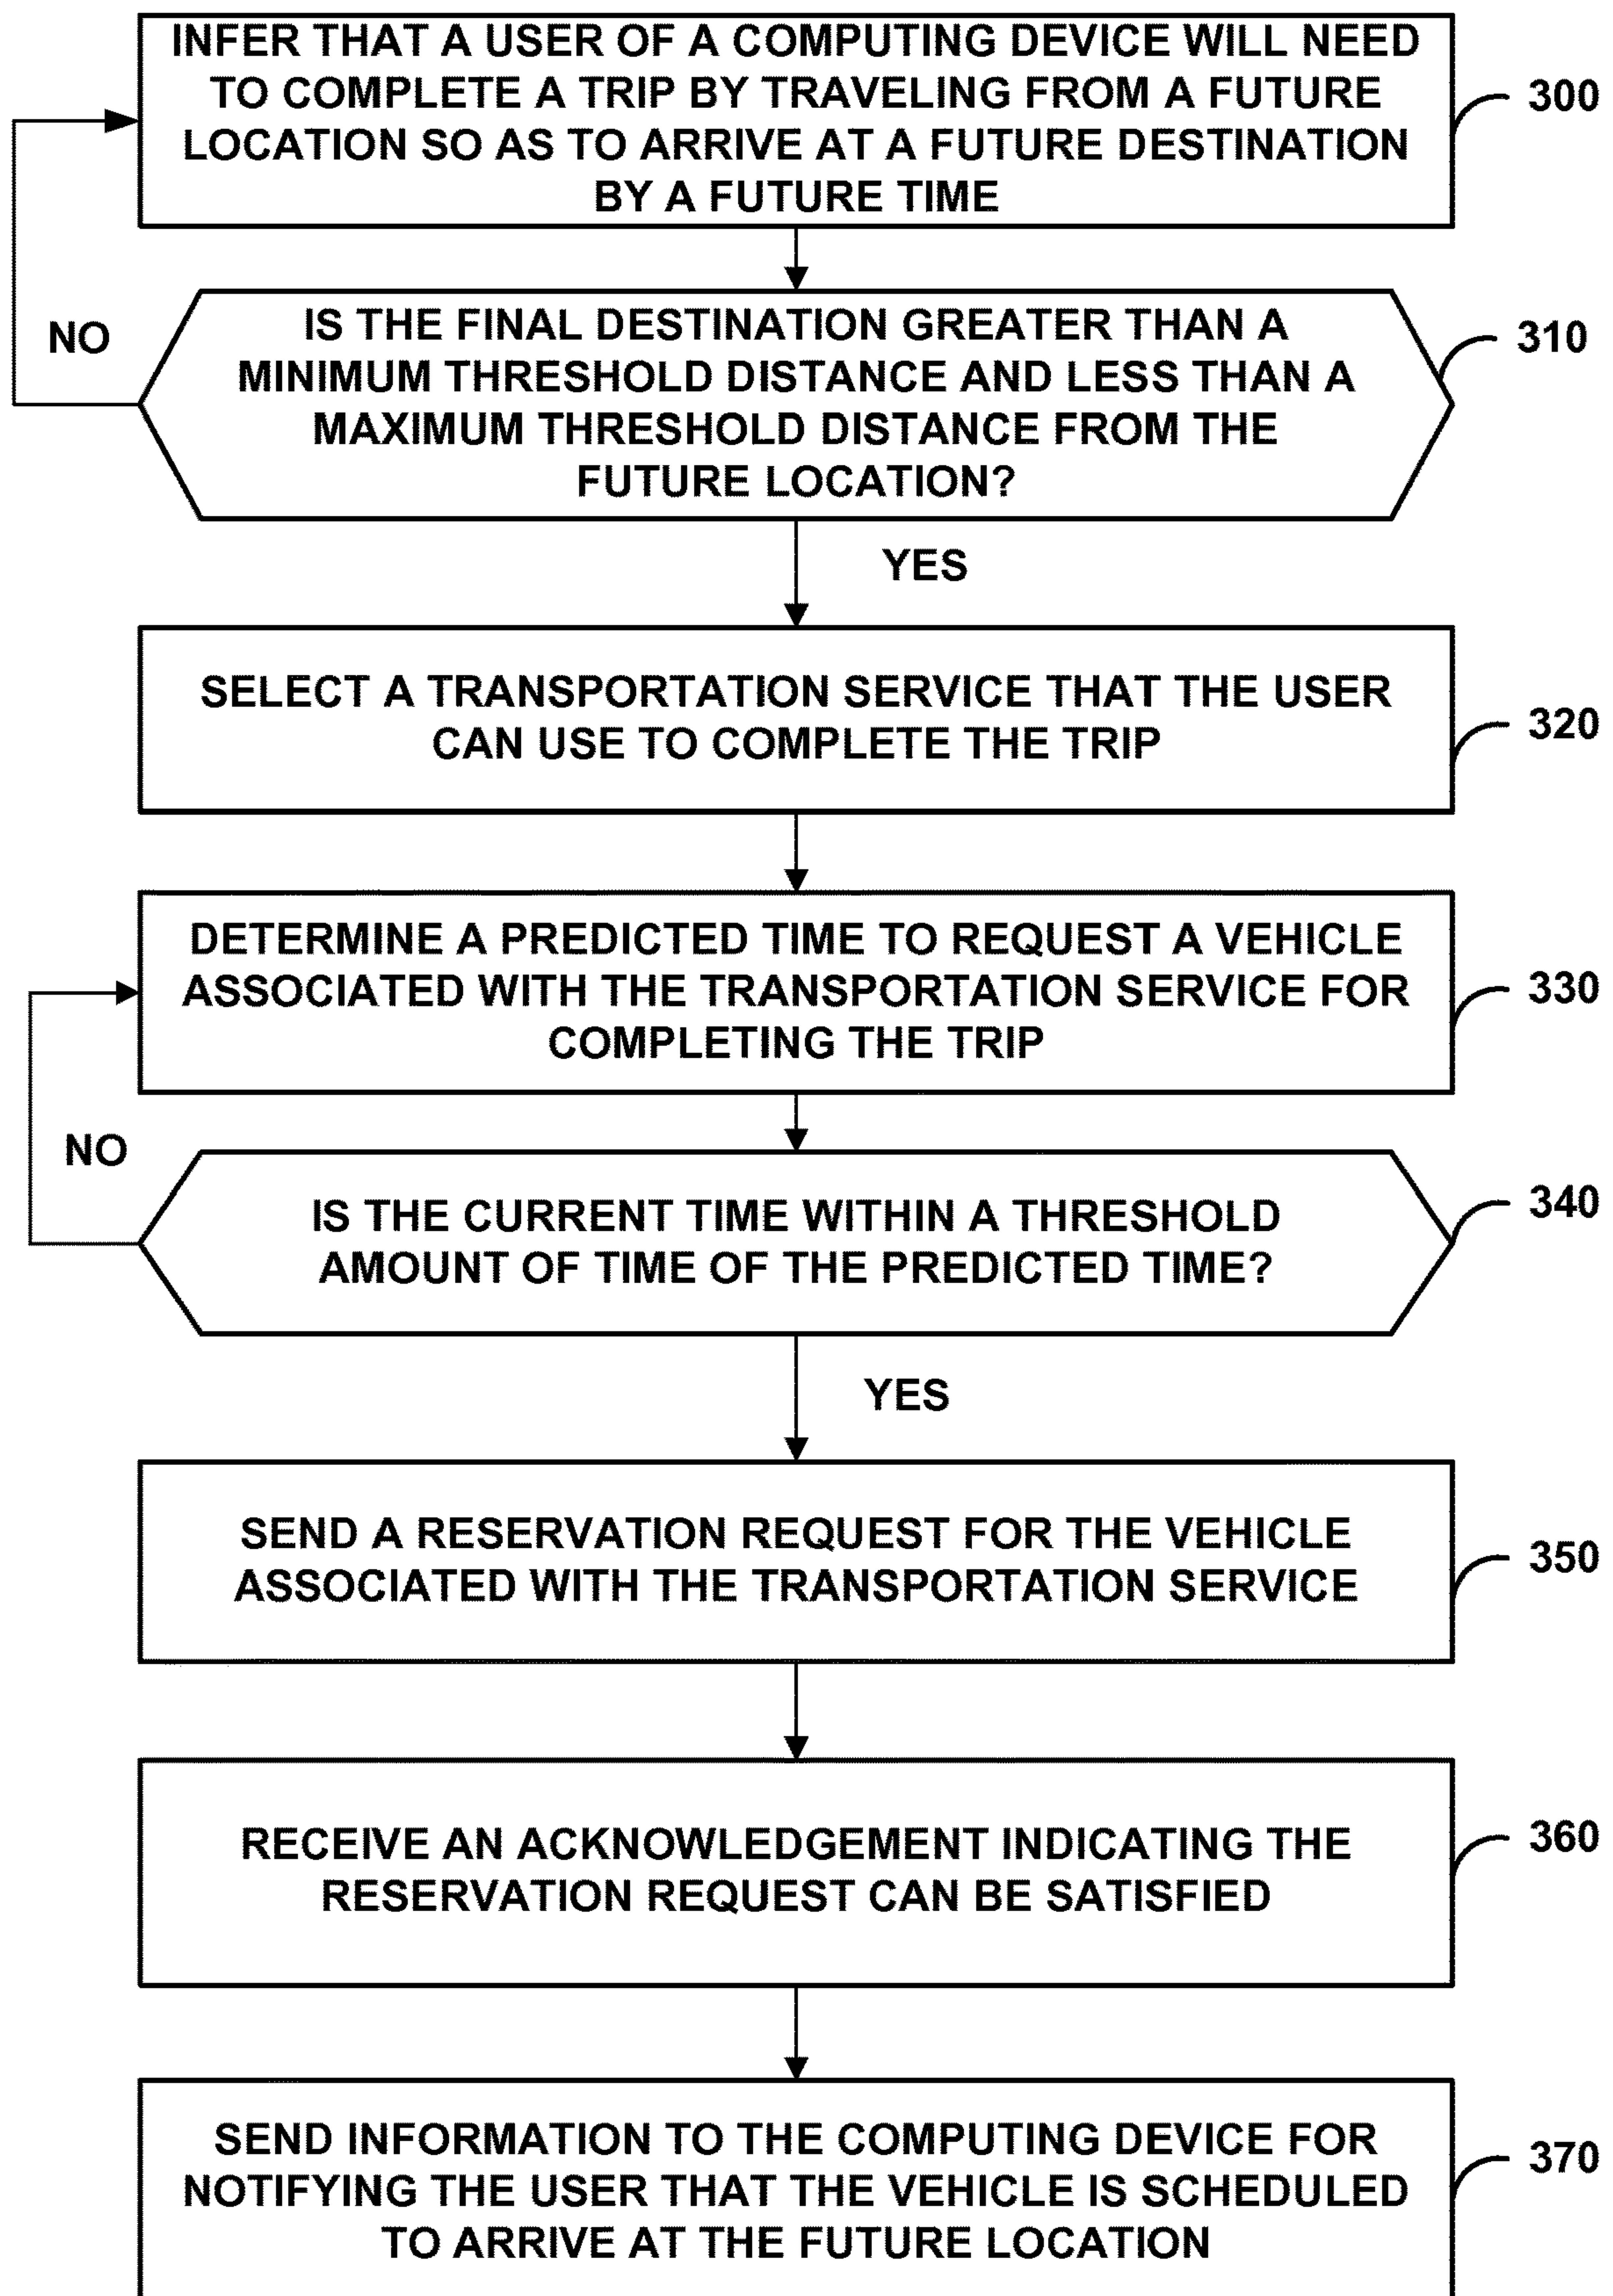 INFER THAT A USER OF A COMPUTING DEVICE WILL NEED
TO COMPLETE A TRIP BY TRAVELING FROM A FUTURE
LOCATION SO AS TO ARRIVE AT A FUTURE DESTINATION
BY A FUTURE TIME
300
NO
IS THE FINAL DESTINATION GREATER THAN A
MINIMUM THRESHOLD DISTANCE AND LESS THAN A
MAXIMUM THRESHOLD DISTANCE FROM THE
FUTURE LOCATION?
310
YES
SELECT A TRANSPORTATION SERVICE THAT THE USER
CAN USE TO COMPLETE THE TRIP
320
DETERMINE A PREDICTED TIME TO REQUEST A VEHICLE
ASSOCIATED WITH THE TRANSPORTATION SERVICE FOR
COMPLETING THE TRIP
330
NO
IS THE CURRENT TIME WITHIN A THRESHOLD
AMOUNT OF TIME OF THE PREDICTED TIME?
340
YES
SEND A RESERVATION REQUEST FOR THE VEHICLE
ASSOCIATED WITH THE TRANSPORTATION SERVICE
350
RECEIVE AN ACKNOWLEDGEMENT INDICATING THE
RESERVATION REQUEST CAN BE SATISFIED
360
SEND INFORMATION TO THE COMPUTING DEVICE FOR
NOTIFYING THE USER THAT THE VEHICLE IS SCHEDULED
TO ARRIVE AT THE FUTURE LOCATION
370